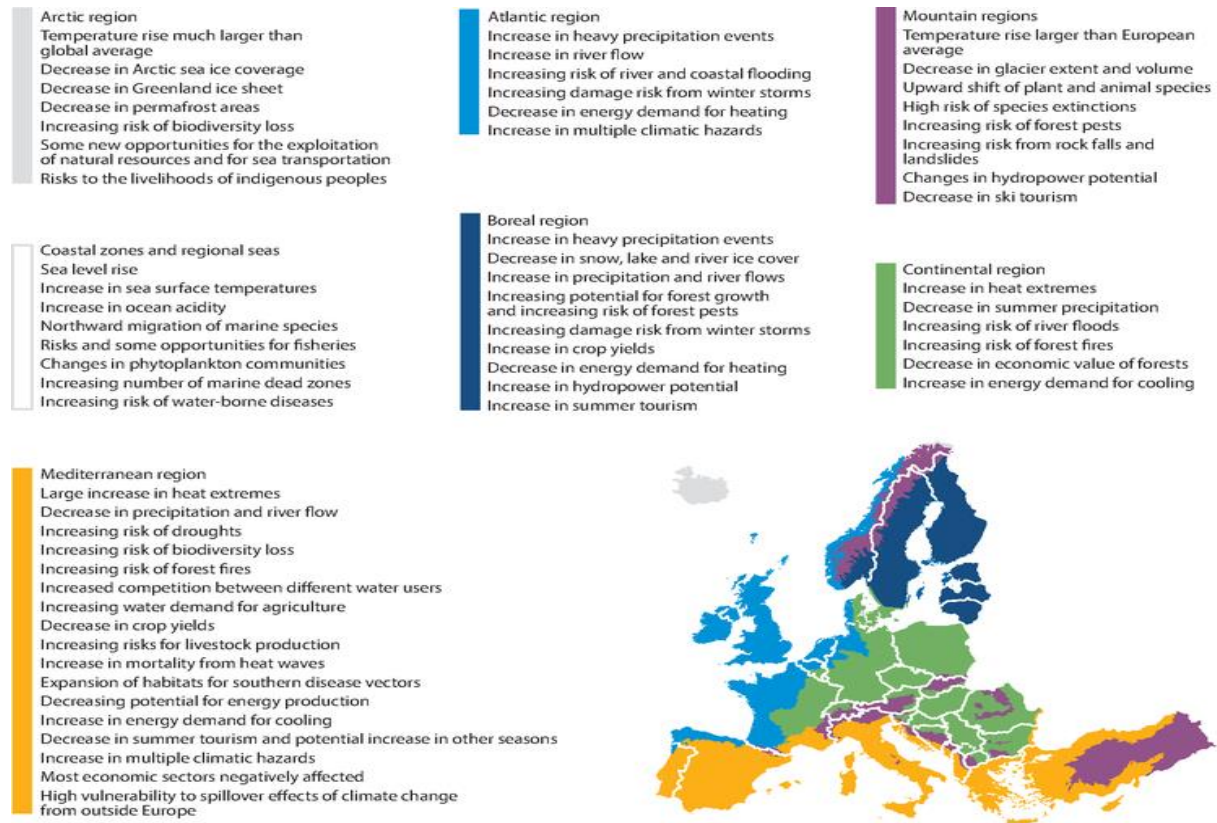 Arctic region
Temperature rise much larger than
global average
Decrease in Arctic sea ice coverage
Decrease in Greenland ice sheet
Decrease in permafrost areas
Increasing risk of biodiversity loss
Some new opportunities for the exploitation
of natural resources and for sea transportation
Risks to the livelihoods of indigenous peoples
Atlantic region
Increase in heavy precipitation events
Increase in river flow
Increasing risk of river and coastal flooding
Increasing damage risk from winter storms
Decrease in energy demand for heating
Increase in multiple climatic hazards
Mountain regions
Temperature rise larger than European
average
Decrease in glacier extent and volume
Upward shift of plant and animal species
High risk of species extinctions
Increasing risk of forest pests
Increasing risk from rock falls and
landslides
Changes in hydropower potential
Decrease in ski tourism
Coastal zones and regional seas
Sea level rise
Increase in sea surface temperatures
Increase in ocean acidity
Northward migration of marine species
Risks and some opportunities for fisheries
Changes in phytoplankton communities
Increasing number of marine dead zones
Increasing risk of water-borne diseases
Boreal region
Increase in heavy precipitation events
Decrease in snow, lake and river ice cover
Increase in precipitation and river flows
Increasing potential for forest growth
and increasing risk of forest pests
Increasing damage risk from winter storms
Increase in crop yields
Decrease in energy demand for heating
Increase in hydropower potential
Increase in summer tourism
Continental region
Increase in heat extremes
Decrease in summer precipitation
Increasing risk of river floods
Increasing risk of forest fires
Decrease in economic value of forests
Increase in energy demand for cooling
Mediterranean region
Large increase in heat extremes
Decrease in precipitation and river flow
Increasing risk of droughts
Increasing risk of biodiversity loss
Increasing risk of forest fires
Increased competition between different water users
Increasing water demand for agriculture
Decrease in crop yields
Increasing risks for livestock production
Increase in mortality from heat waves
Expansion of habitats for southern disease vectors
Decreasing potential for energy production
Increase in energy demand for cooling
Decrease in summer tourism and potential increase in other seasons
Increase in multiple climatic hazards
Most economic sectors negatively affected
High vulnerability to spillover effects of climate change
from outside Europe